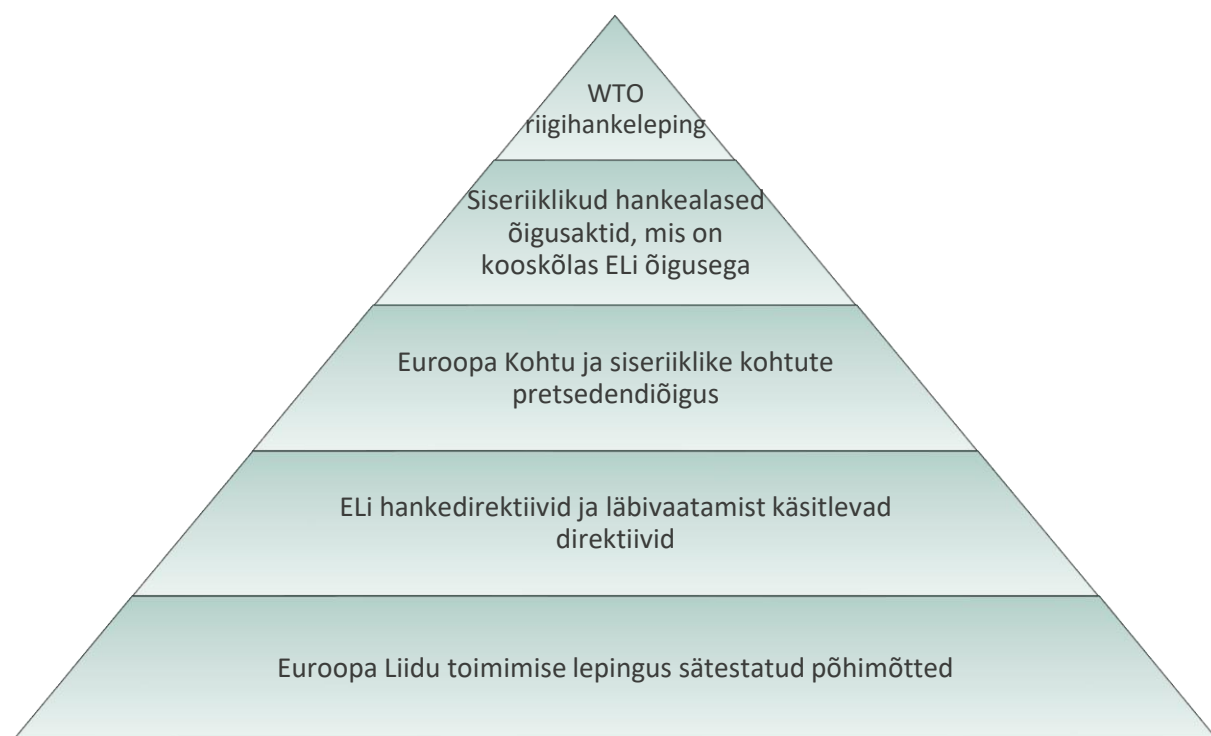 WTO
riigihankeleping
Siseriiklikud hankealased
õigusaktid, mis on
kooskõlas ELi õigusega
Euroopa Kohtu ja siseriiklike kohtute
pretsedendiõigus
ELi hankedirektiivid ja läbivaatamist käsitlevad
direktiivid
Euroopa Liidu toimimise lepingus sätestatud põhimõtted